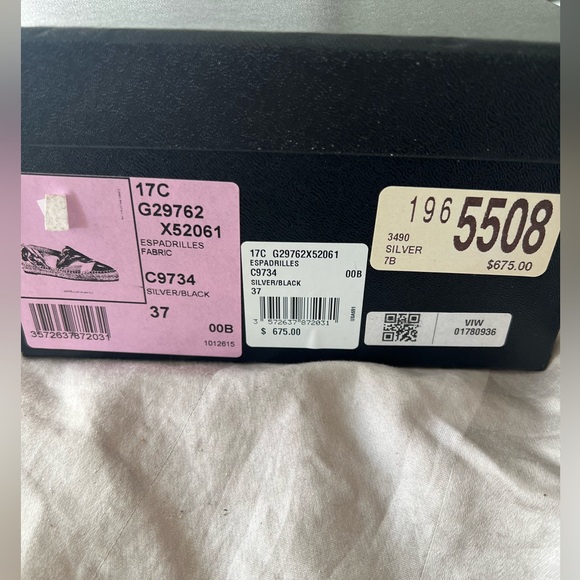 17C
G29762
X52061
ESPADRILLES
FABRIC
C9734
SILVER/BLACK
37
00B
3572637872031
1012615
17C G29762X52061
ESPADRILLES
C9734 00B
SILVER/BLACK
37
3 572637 872031
$ 675.00
196 5508
3490
SILVER
7B
$675.00
VIW
01780936